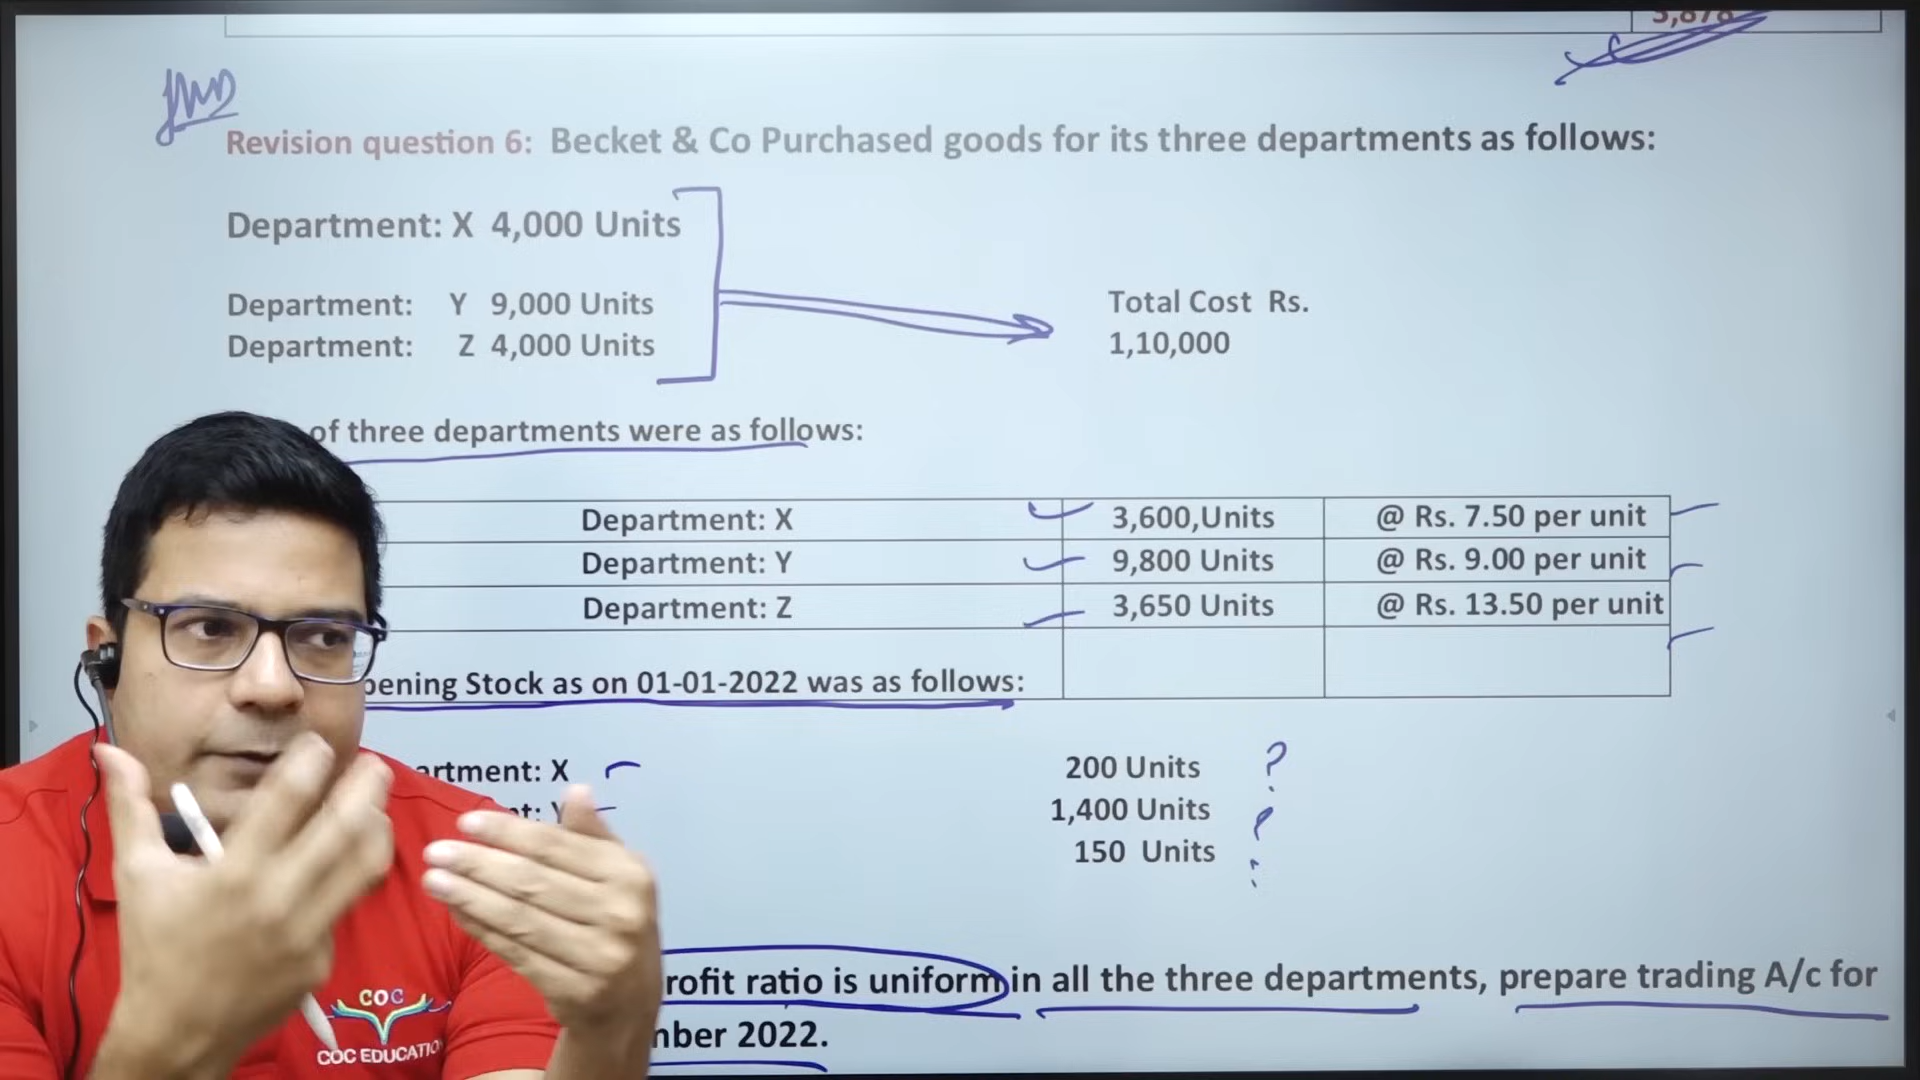 3,878
Revision question 6: Becket & Co Purchased goods for its three departments as follows:
Department: X 4,000 Units
Department: Y 9,000 Units
Total Cost Rs.
Department: Z 4,000 Units
1,10,000
of three departments were as follows:
Department: X 3,600,Units @ Rs. 7.50 per unit
Department: Y 9,800 Units @ Rs. 9.00 per unit
Department: Z 3,650 Units @ Rs. 13.50 per unit
pening Stock as on 01-01-2022 was as follows:
artment: X 200 Units ?
t: Y 1,400 Units ?
150 Units
rofit ratio is uniform in all the three departments, prepare trading A/c for
mber 2022.
COC
COC EDUCATIO